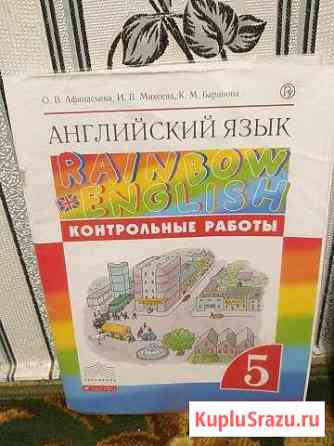 О. В. Афанасьева, И. В. Михеева, К. М. Баранова
АНГЛИЙСКИЙ ЯЗЫК
RAINBOW
ENGLISH
КОНТРОЛЬНЫЕ РАБОТЫ
5
KupluSrazu.ru